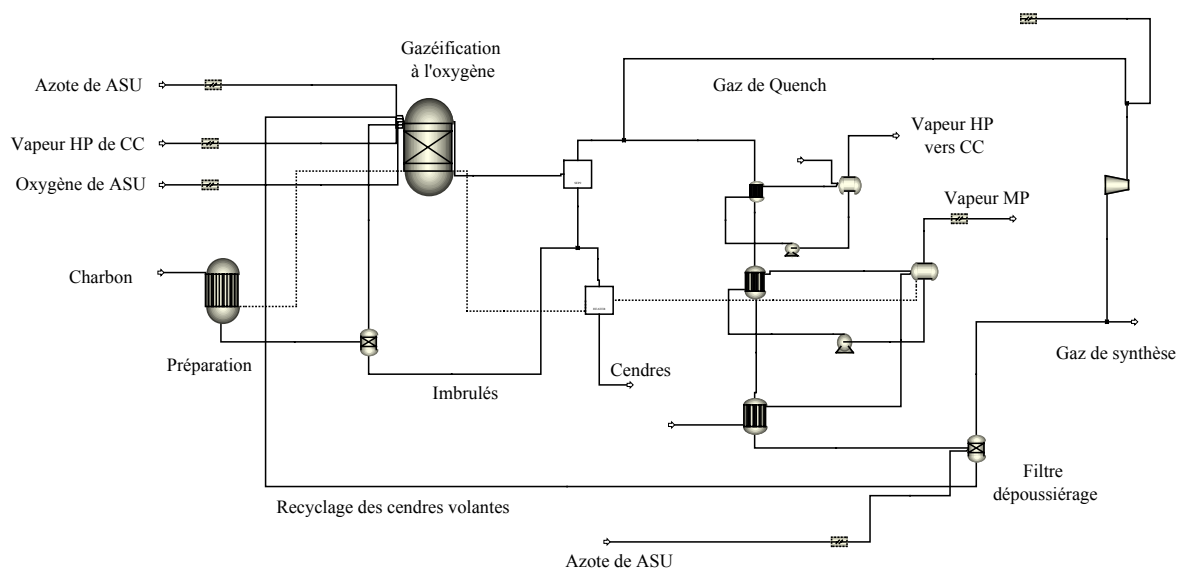 Gazéification
à l'oxygène
Azote de ASU
Gaz de Quench
Vapeur HP de CC
Vapeur HP
vers CC
Oxygène de ASU
Vapeur MP
Charbon
Préparation
Gaz de synthèse
Cendres
Imbrulés
Filtre
dépoussiérage
Recyclage des cendres volantes
Azote de ASU